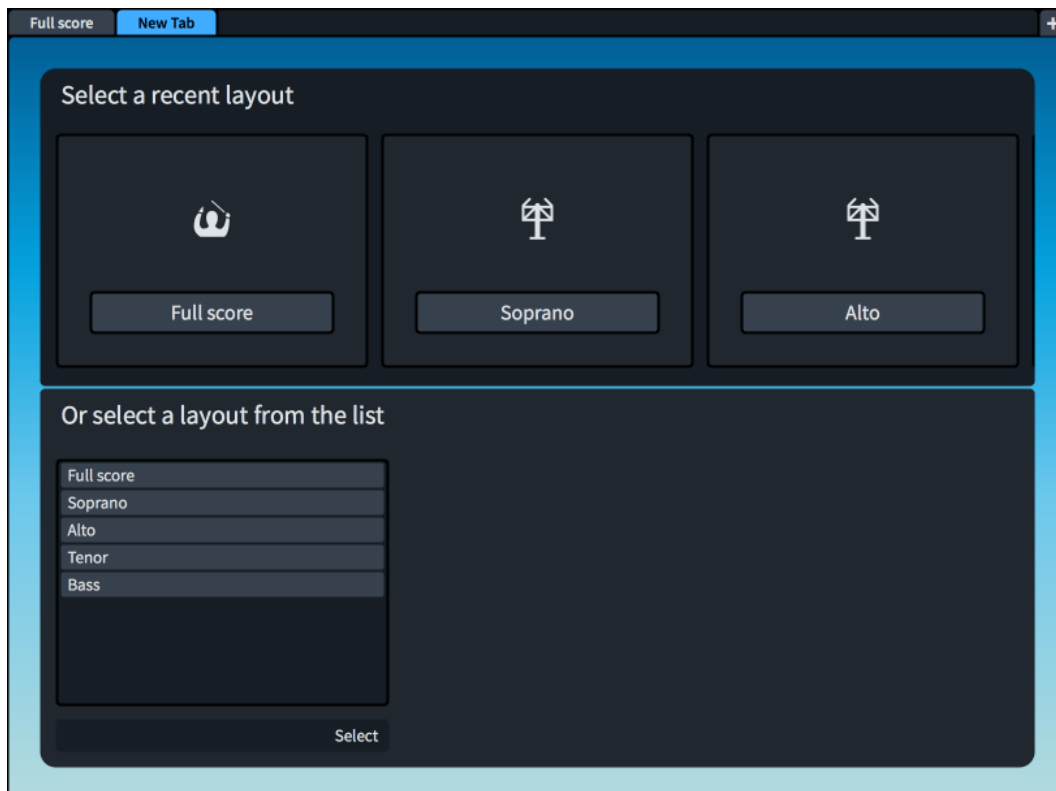 Full score
New Tab
+
Select a recent layout
Full score
Soprano
Alto
Or select a layout from the list
Full score
Soprano
Alto
Tenor
Bass
Select